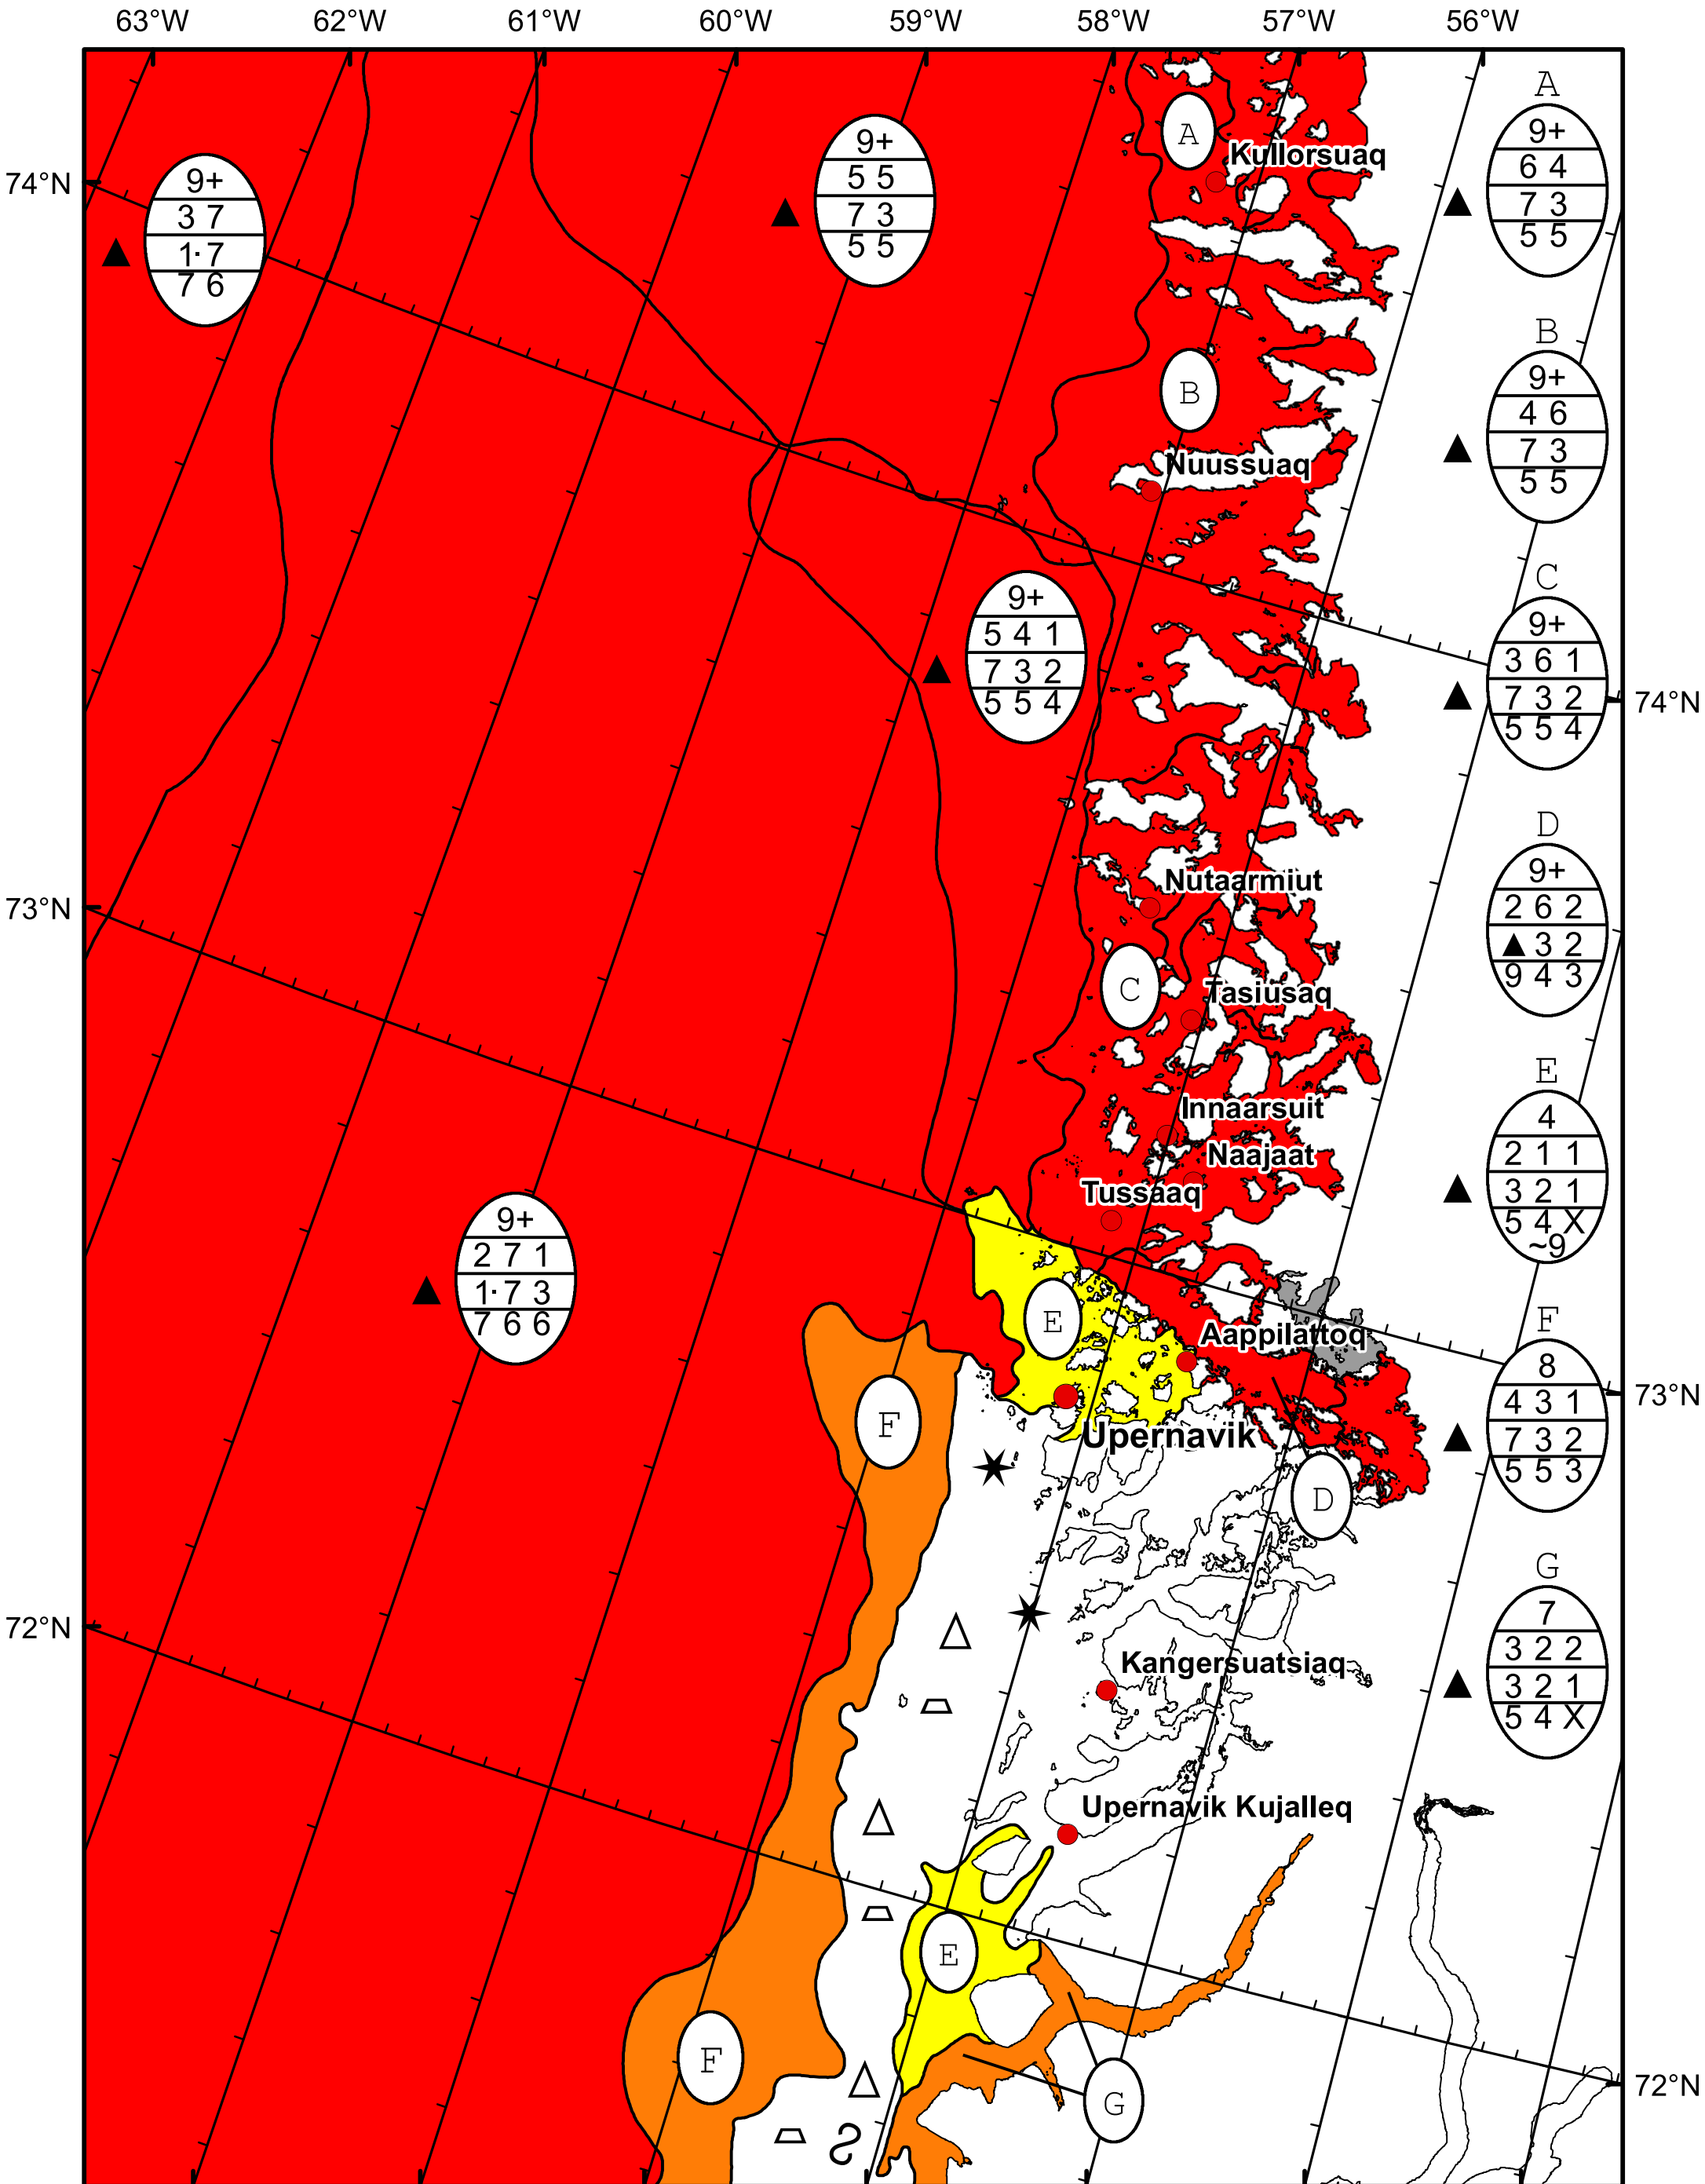 63°W 62°W 61°W 60°W 59°W 58°W 57°W 56°W
74°N
73°N
72°N
74°N
73°N
72°N
9+
3 7
1· 7
7 6
9+
5 5
7 3
5 5
9+
5 4 1
7 3 2
5 5 4
9+
2 7 1
1· 7 3
7 6 6
A
Kullorsuaq
B
Nuussuaq
Nutaarmiut
C
Tasiusaq
Innaarsuit
Naajaat
Tussaaq
E
Aappilattoq
F
Upernavik
D
Kangersuatsiaq
Upernavik Kujalleq
E
F
G
A
9+
6 4
7 3
5 5
B
9+
4 6
7 3
5 5
C
9+
3 6 1
7 3 2
5 5 4
D
9+
2 6 2
▲ 3 2
9 4 3
E
4
2 1 1
3 2 1
5 4 X
~9
F
8
4 3 1
7 3 2
5 5 3
G
7
3 2 2
3 2 1
5 4 X